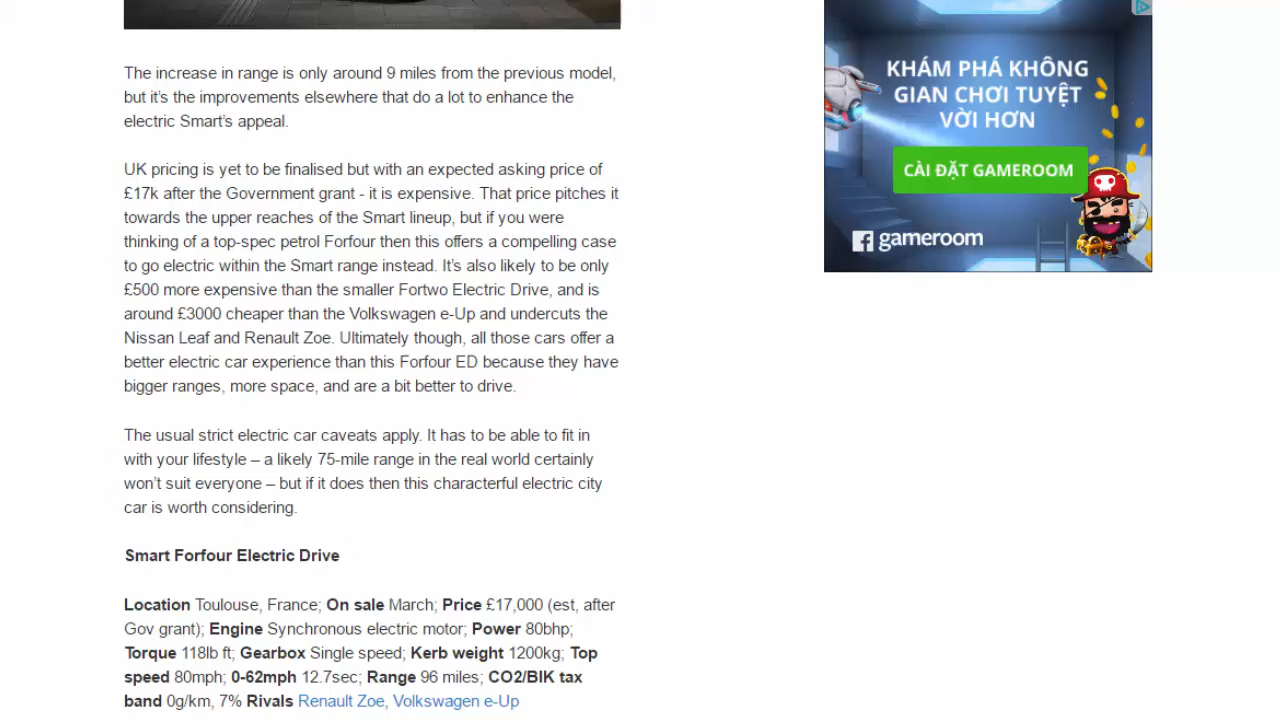 The increase in range is only around 9 miles from the previous model,
but it's the improvements elsewhere that do a lot to enhance the
electric Smart's appeal.
UK pricing is yet to be finalised but with an expected asking price of
£17k after the Government grant - it is expensive. That price pitches it
towards the upper reaches of the Smart lineup, but if you were
thinking of a top-spec petrol Forfour then this offers a compelling case
to go electric within the Smart range instead. It's also likely to be only
£500 more expensive than the smaller Fortwo Electric Drive, and is
around £3000 cheaper than the Volkswagen e-Up and undercuts the
Nissan Leaf and Renault Zoe. Ultimately though, all those cars offer a
better electric car experience than this Forfour ED because they have
bigger ranges, more space, and are a bit better to drive.
The usual strict electric car caveats apply. It has to be able to fit in
with your lifestyle – a likely 75-mile range in the real world certainly
won't suit everyone – but if it does then this characterful electric city
car is worth considering.
Smart Forfour Electric Drive
Location Toulouse, France; On sale March; Price £17,000 (est, after
Gov grant); Engine Synchronous electric motor; Power 80bhp;
Torque 118lb ft; Gearbox Single speed; Kerb weight 1200kg; Top
speed 80mph; 0-62mph 12.7sec; Range 96 miles; CO2/BIK tax
band 0g/km, 7% Rivals Renault Zoe, Volkswagen e-Up
KHÁM PHÁ KHÔNG
GIAN CHƠI TUYỆT
VỜI HƠN
CÀI ĐẶT GAMEROOM
gameroom